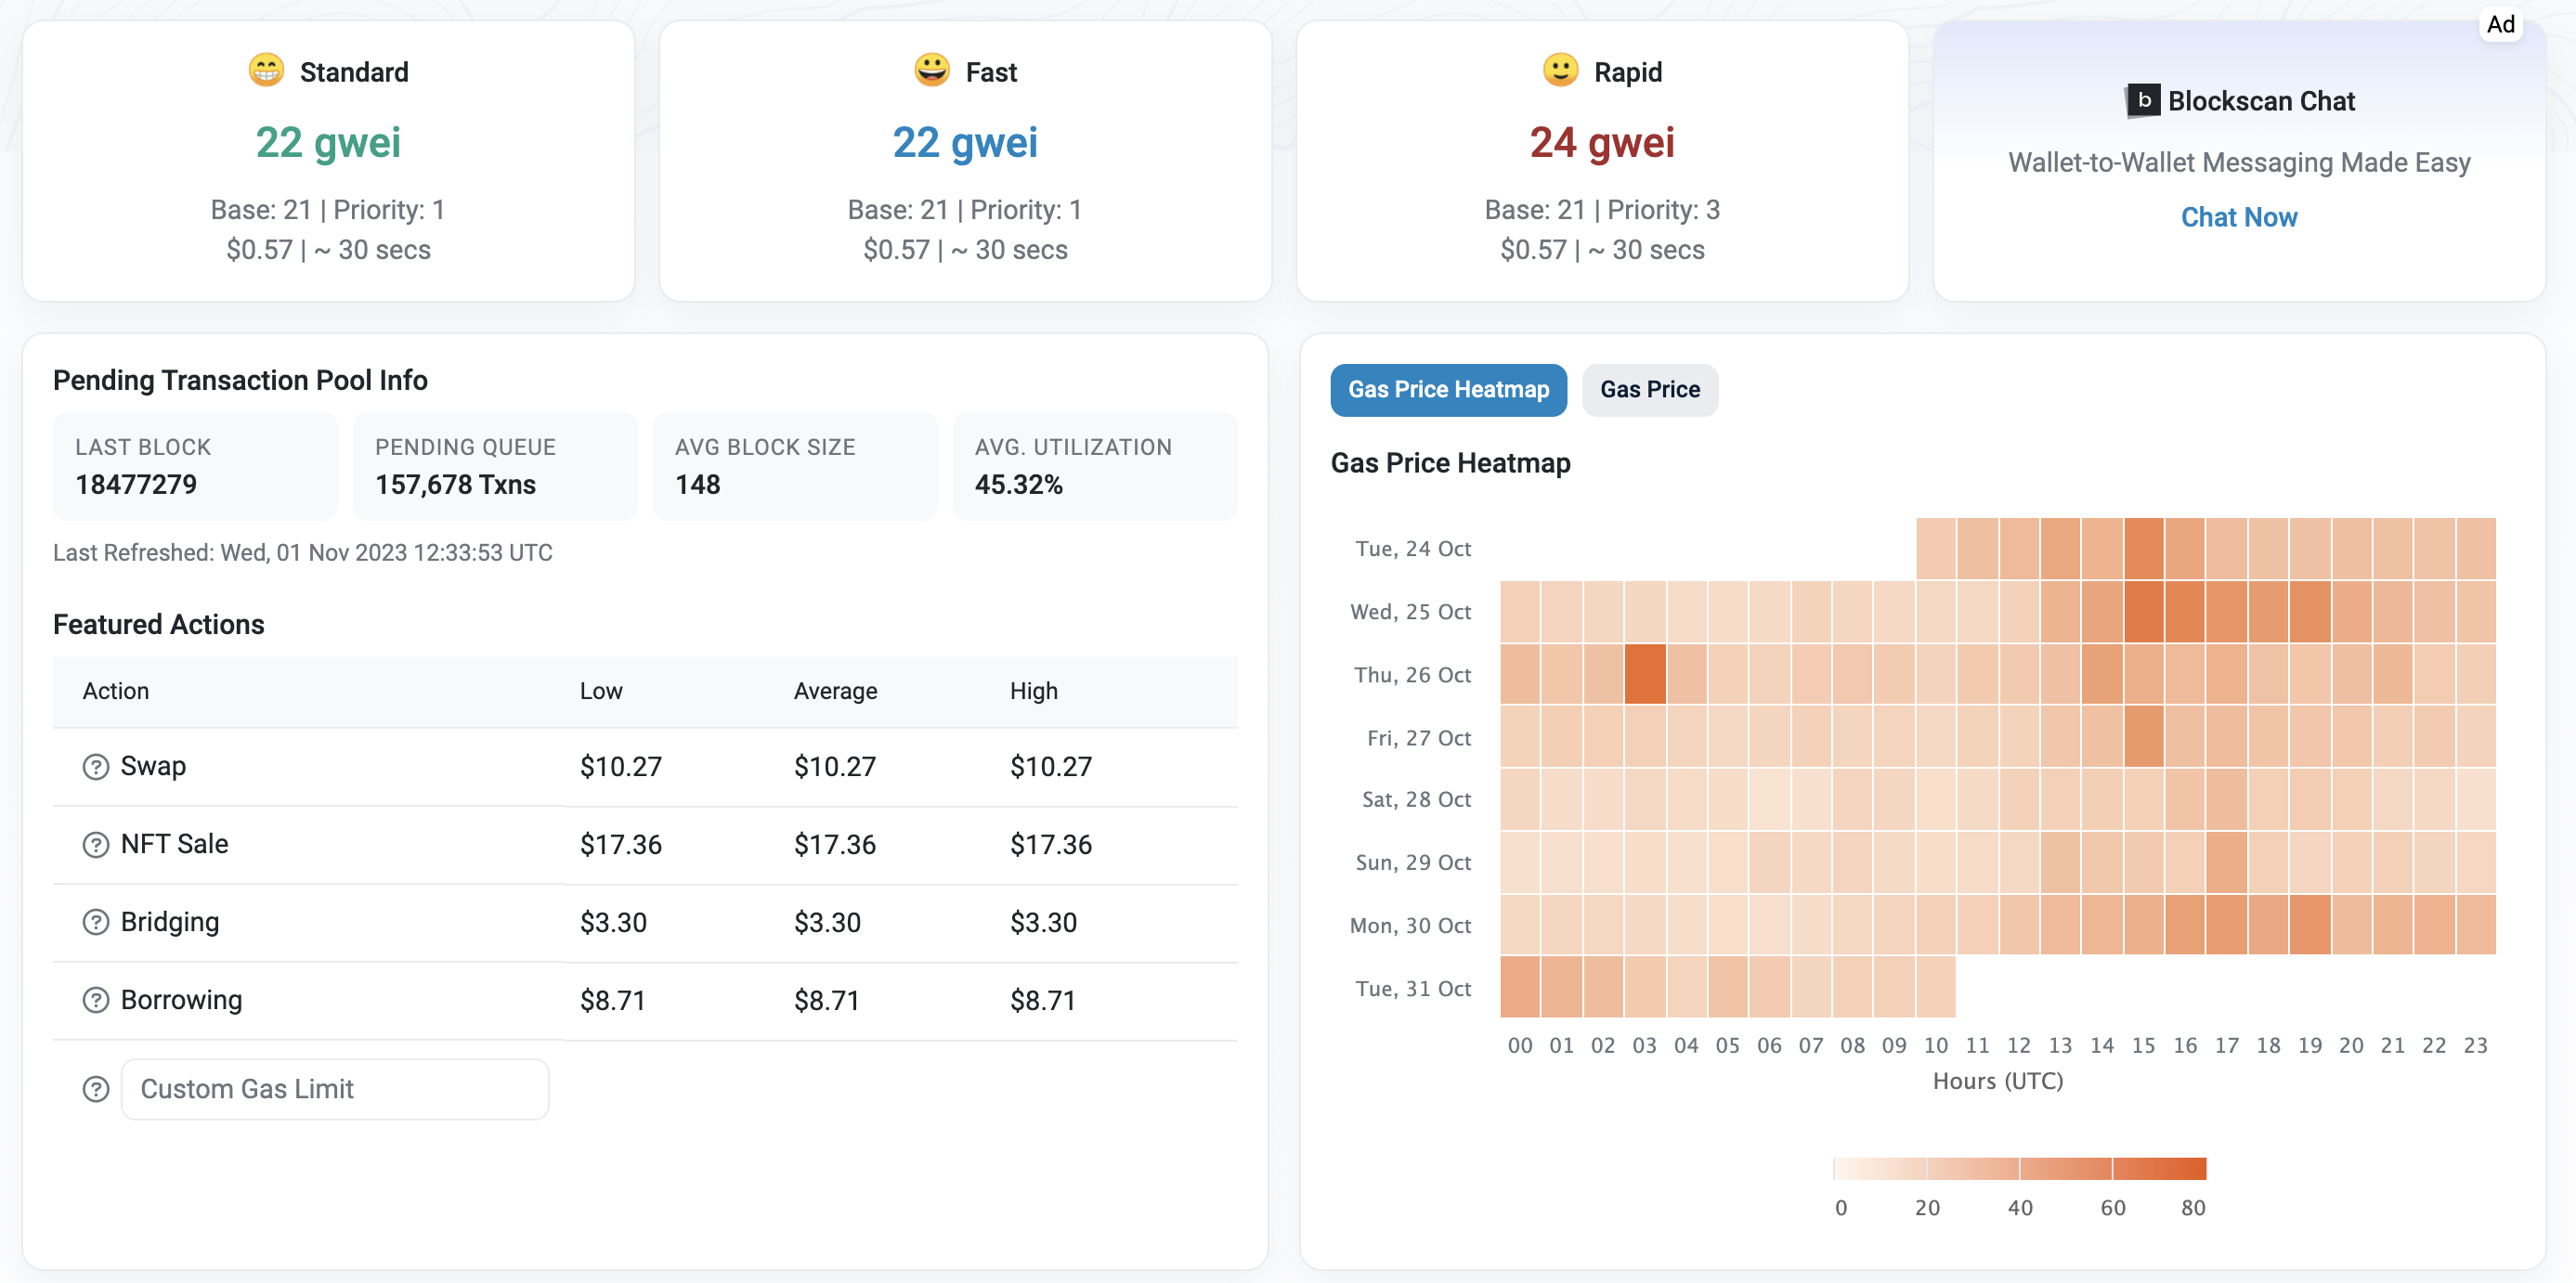 Ad
Standard
22 gwei
Base: 21 | Priority: 1
$0.57 | ~ 30 secs
Fast
22 gwei
Base: 21 | Priority: 1
$0.57 | ~ 30 secs
Rapid
24 gwei
Base: 21 | Priority: 3
$0.57 | ~ 30 secs
b Blockscan Chat
Wallet-to-Wallet Messaging Made Easy
Chat Now
Pending Transaction Pool Info
LAST BLOCK
18477279
PENDING QUEUE
157,678 Txns
AVG BLOCK SIZE
148
AVG. UTILIZATION
45.32%
Last Refreshed: Wed, 01 Nov 2023 12:33:53 UTC
Featured Actions
Action Low Average High
? Swap $10.27 $10.27 $10.27
? NFT Sale $17.36 $17.36 $17.36
? Bridging $3.30 $3.30 $3.30
? Borrowing $8.71 $8.71 $8.71
? Custom Gas Limit
Gas Price Heatmap Gas Price
Gas Price Heatmap
Tue, 24 Oct
Wed, 25 Oct
Thu, 26 Oct
Fri, 27 Oct
Sat, 28 Oct
Sun, 29 Oct
Mon, 30 Oct
Tue, 31 Oct
00 01 02 03 04 05 06 07 08 09 10 11 12 13 14 15 16 17 18 19 20 21 22 23
Hours (UTC)
0 20 40 60 80